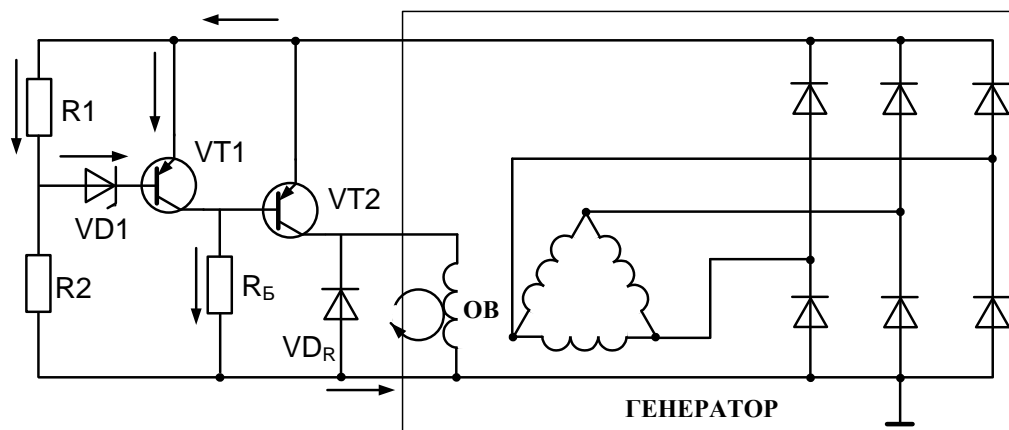 R1
VT1
VT2
VD1
R2
RБ
VDR
ОВ
ГЕНЕРАТОР